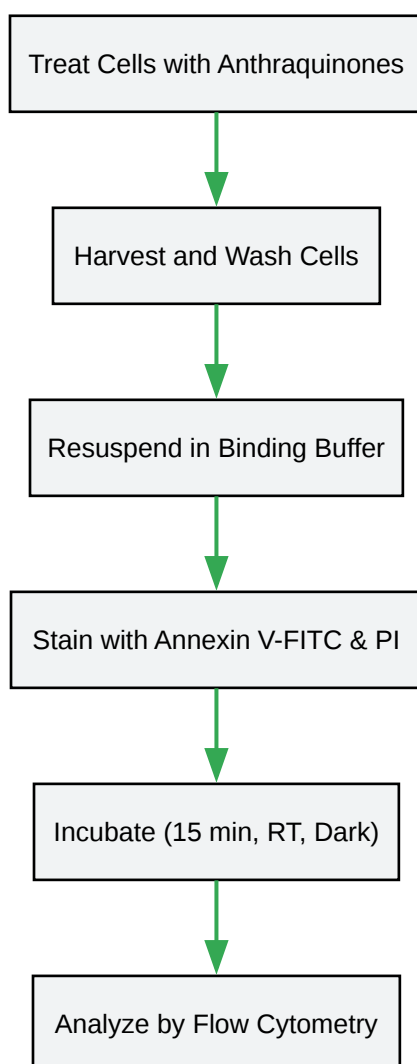 Treat Cells with Anthraquinones
Harvest and Wash Cells
Resuspend in Binding Buffer
Stain with Annexin V-FITC & PI
Incubate (15 min, RT, Dark)
Analyze by Flow Cytometry